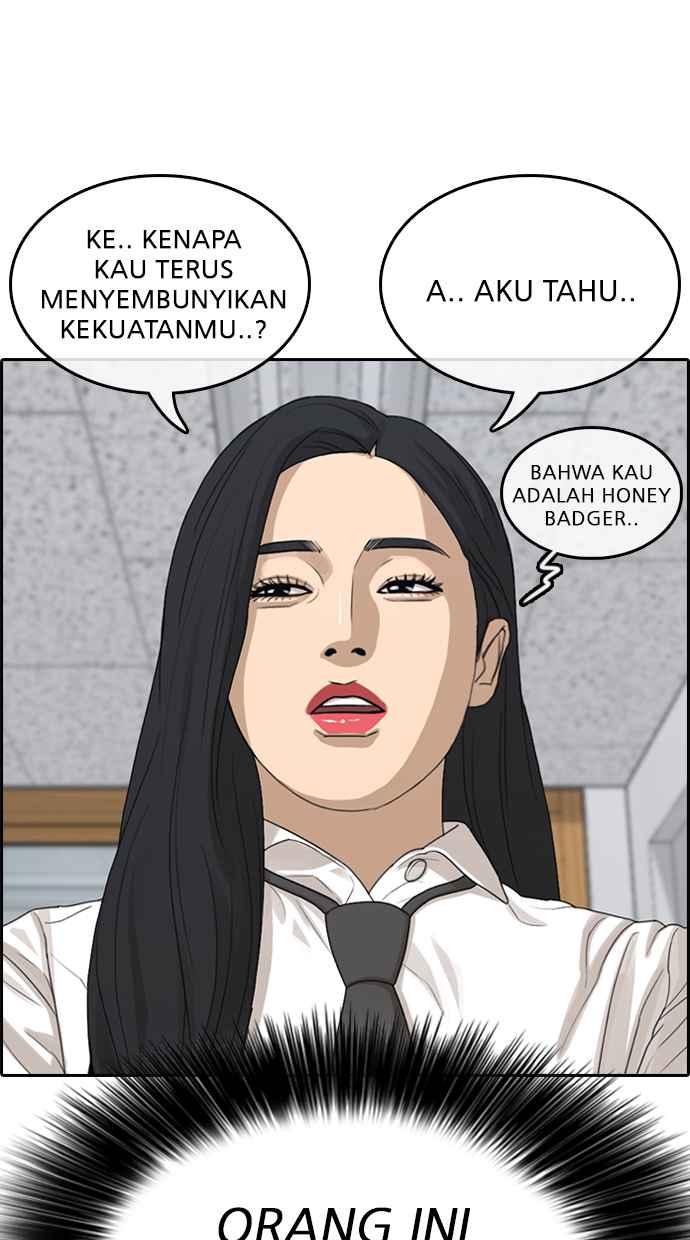 KE.. KENAPA
KAU TERUS
MENYEMBUNYIKAN
KEKUATANMU..?
A.. AKU TAHU..
BAHWA KAU
ADALAH HONEY
BADGER..
ORANG INI